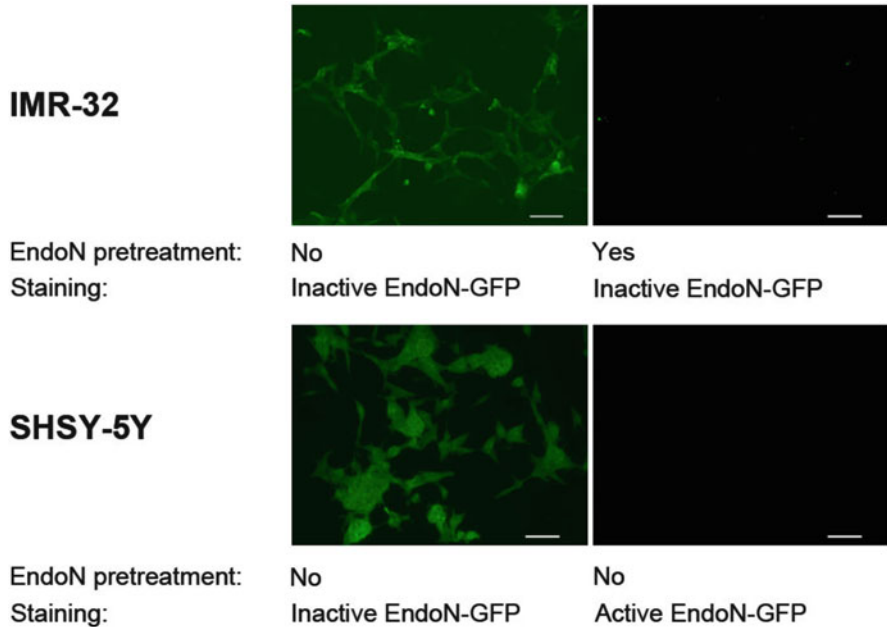 IMR-32
EndoN pretreatment: No Yes
Staining: Inactive EndoN-GFP Inactive EndoN-GFP
SHSY-5Y
EndoN pretreatment: No No
Staining: Inactive EndoN-GFP Active EndoN-GFP